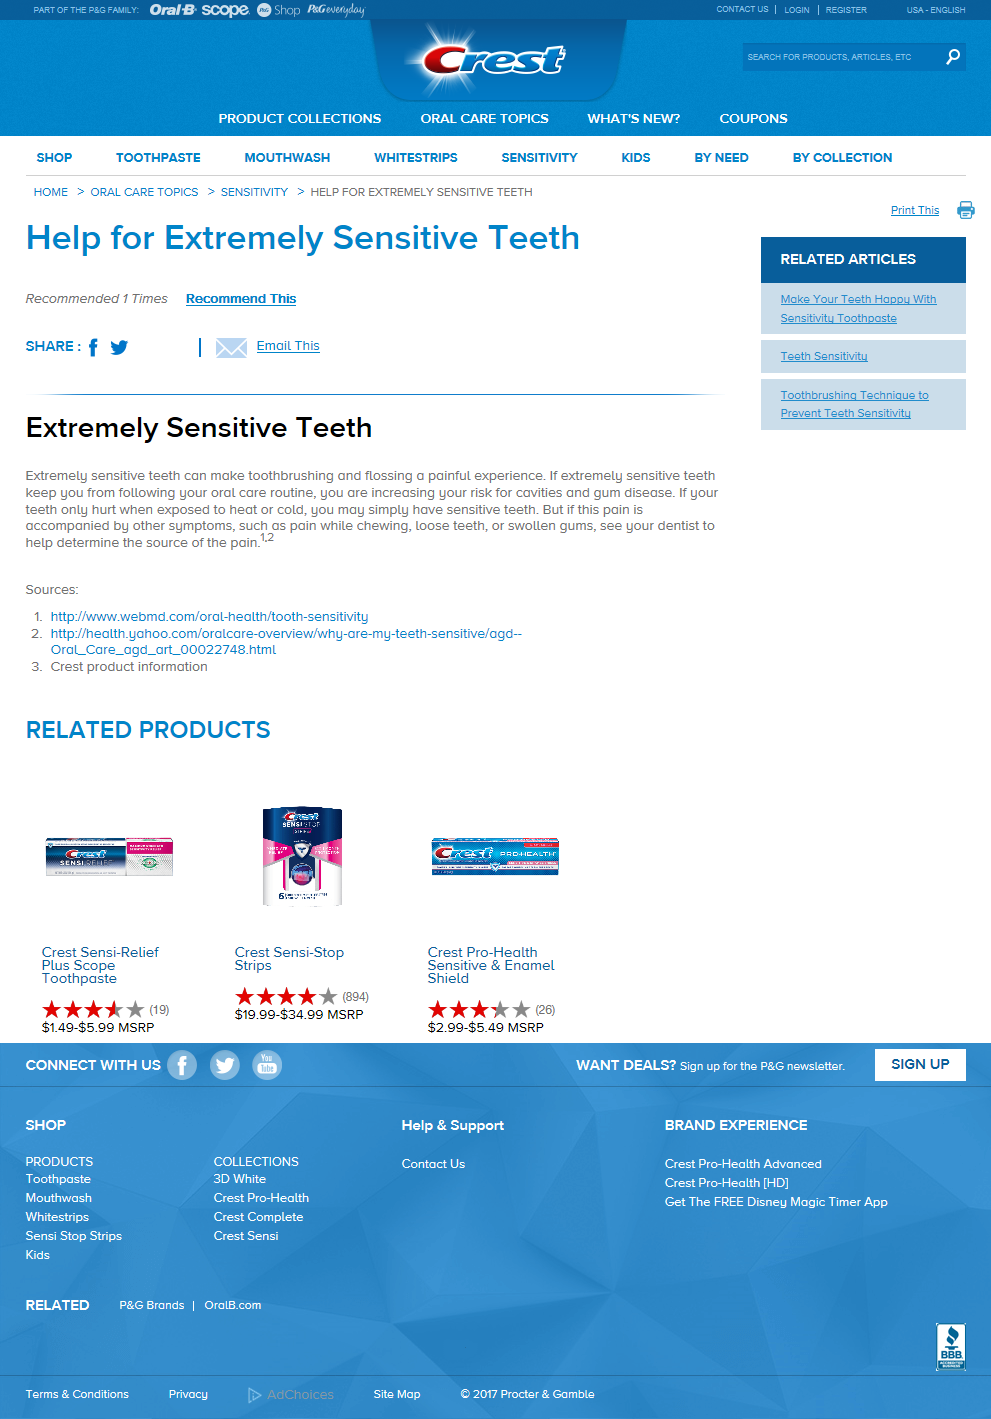 PART OF THE P&G FAMILY: Oral-B scope P&G Shop P&G everyday
CONTACT US | LOGIN | REGISTER USA - ENGLISH
Crest
SEARCH FOR PRODUCTS, ARTICLES, ETC
PRODUCT COLLECTIONS ORAL CARE TOPICS WHAT'S NEW? COUPONS
SHOP TOOTHPASTE MOUTHWASH WHITESTRIPS SENSITIVITY KIDS BY NEED BY COLLECTION
HOME > ORAL CARE TOPICS > SENSITIVITY > HELP FOR EXTREMELY SENSITIVE TEETH
Print This
Help for Extremely Sensitive Teeth
Recommended 1 Times Recommend This
SHARE : | Email This
RELATED ARTICLES
Make Your Teeth Happy With
Sensitivity Toothpaste
Teeth Sensitivity
Toothbrushing Technique to
Prevent Teeth Sensitivity
Extremely Sensitive Teeth
Extremely sensitive teeth can make toothbrushing and flossing a painful experience. If extremely sensitive teeth
keep you from following your oral care routine, you are increasing your risk for cavities and gum disease. If your
teeth only hurt when exposed to heat or cold, you may simply have sensitive teeth. But if this pain is
accompanied by other symptoms, such as pain while chewing, loose teeth, or swollen gums, see your dentist to
help determine the source of the pain.1,2
Sources:
1. http://www.webmd.com/oral-health/tooth-sensitivity
2. http://health.yahoo.com/oralcare-overview/why-are-my-teeth-sensitive/agd--
Oral_Care_agd_art_00022748.html
3. Crest product information
RELATED PRODUCTS
Crest SENSI RELIEF
Crest SENSI STOP STRIPS
Crest PRO-HEALTH
Crest Sensi-Relief
Plus Scope
Toothpaste
(19)
$1.49-$5.99 MSRP
Crest Sensi-Stop
Strips
(894)
$19.99-$34.99 MSRP
Crest Pro-Health
Sensitive & Enamel
Shield
(26)
$2.99-$5.49 MSRP
CONNECT WITH US You Tube
WANT DEALS? Sign up for the P&G newsletter. SIGN UP
SHOP
PRODUCTS
Toothpaste
Mouthwash
Whitestrips
Sensi Stop Strips
Kids
COLLECTIONS
3D White
Crest Pro-Health
Crest Complete
Crest Sensi
Help & Support
Contact Us
BRAND EXPERIENCE
Crest Pro-Health Advanced
Crest Pro-Health [HD]
Get The FREE Disney Magic Timer App
RELATED P&G Brands | OralB.com
BBB
ACCREDITED
BUSINESS
Terms & Conditions Privacy AdChoices Site Map © 2017 Procter & Gamble